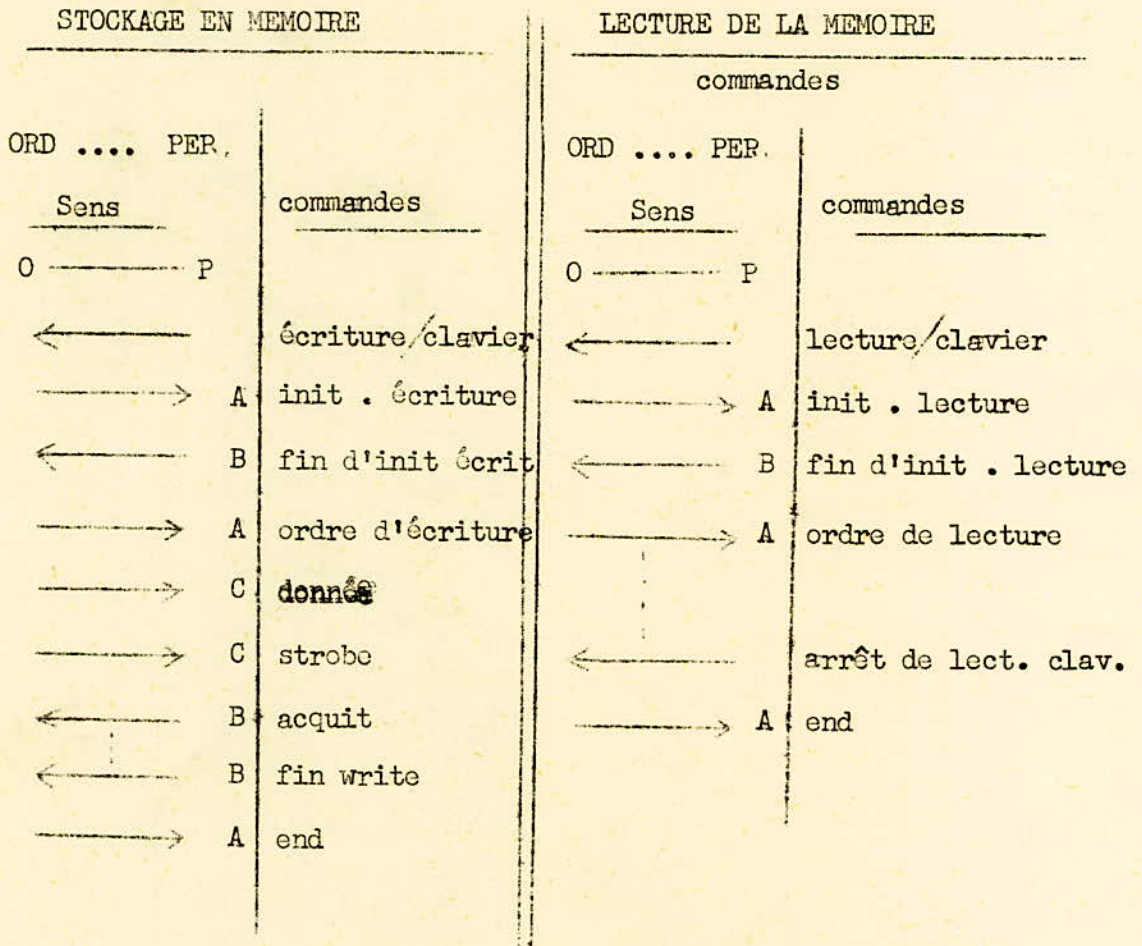 STOCKAGE EN MEMOIRE
ORD .... PER.
Sens
commandes
O P
écriture/clavier
A init . écriture
B fin d'init écrit
A ordre d'écriture
C donnée
C strobe
B acquit
B fin write
A end
LECTURE DE LA MEMOIRE
commandes
ORD .... PER.
Sens
commandes
O P
lecture/clavier
A init . lecture
B fin d'init . lecture
A ordre de lecture
arrêt de lect. clav.
A end